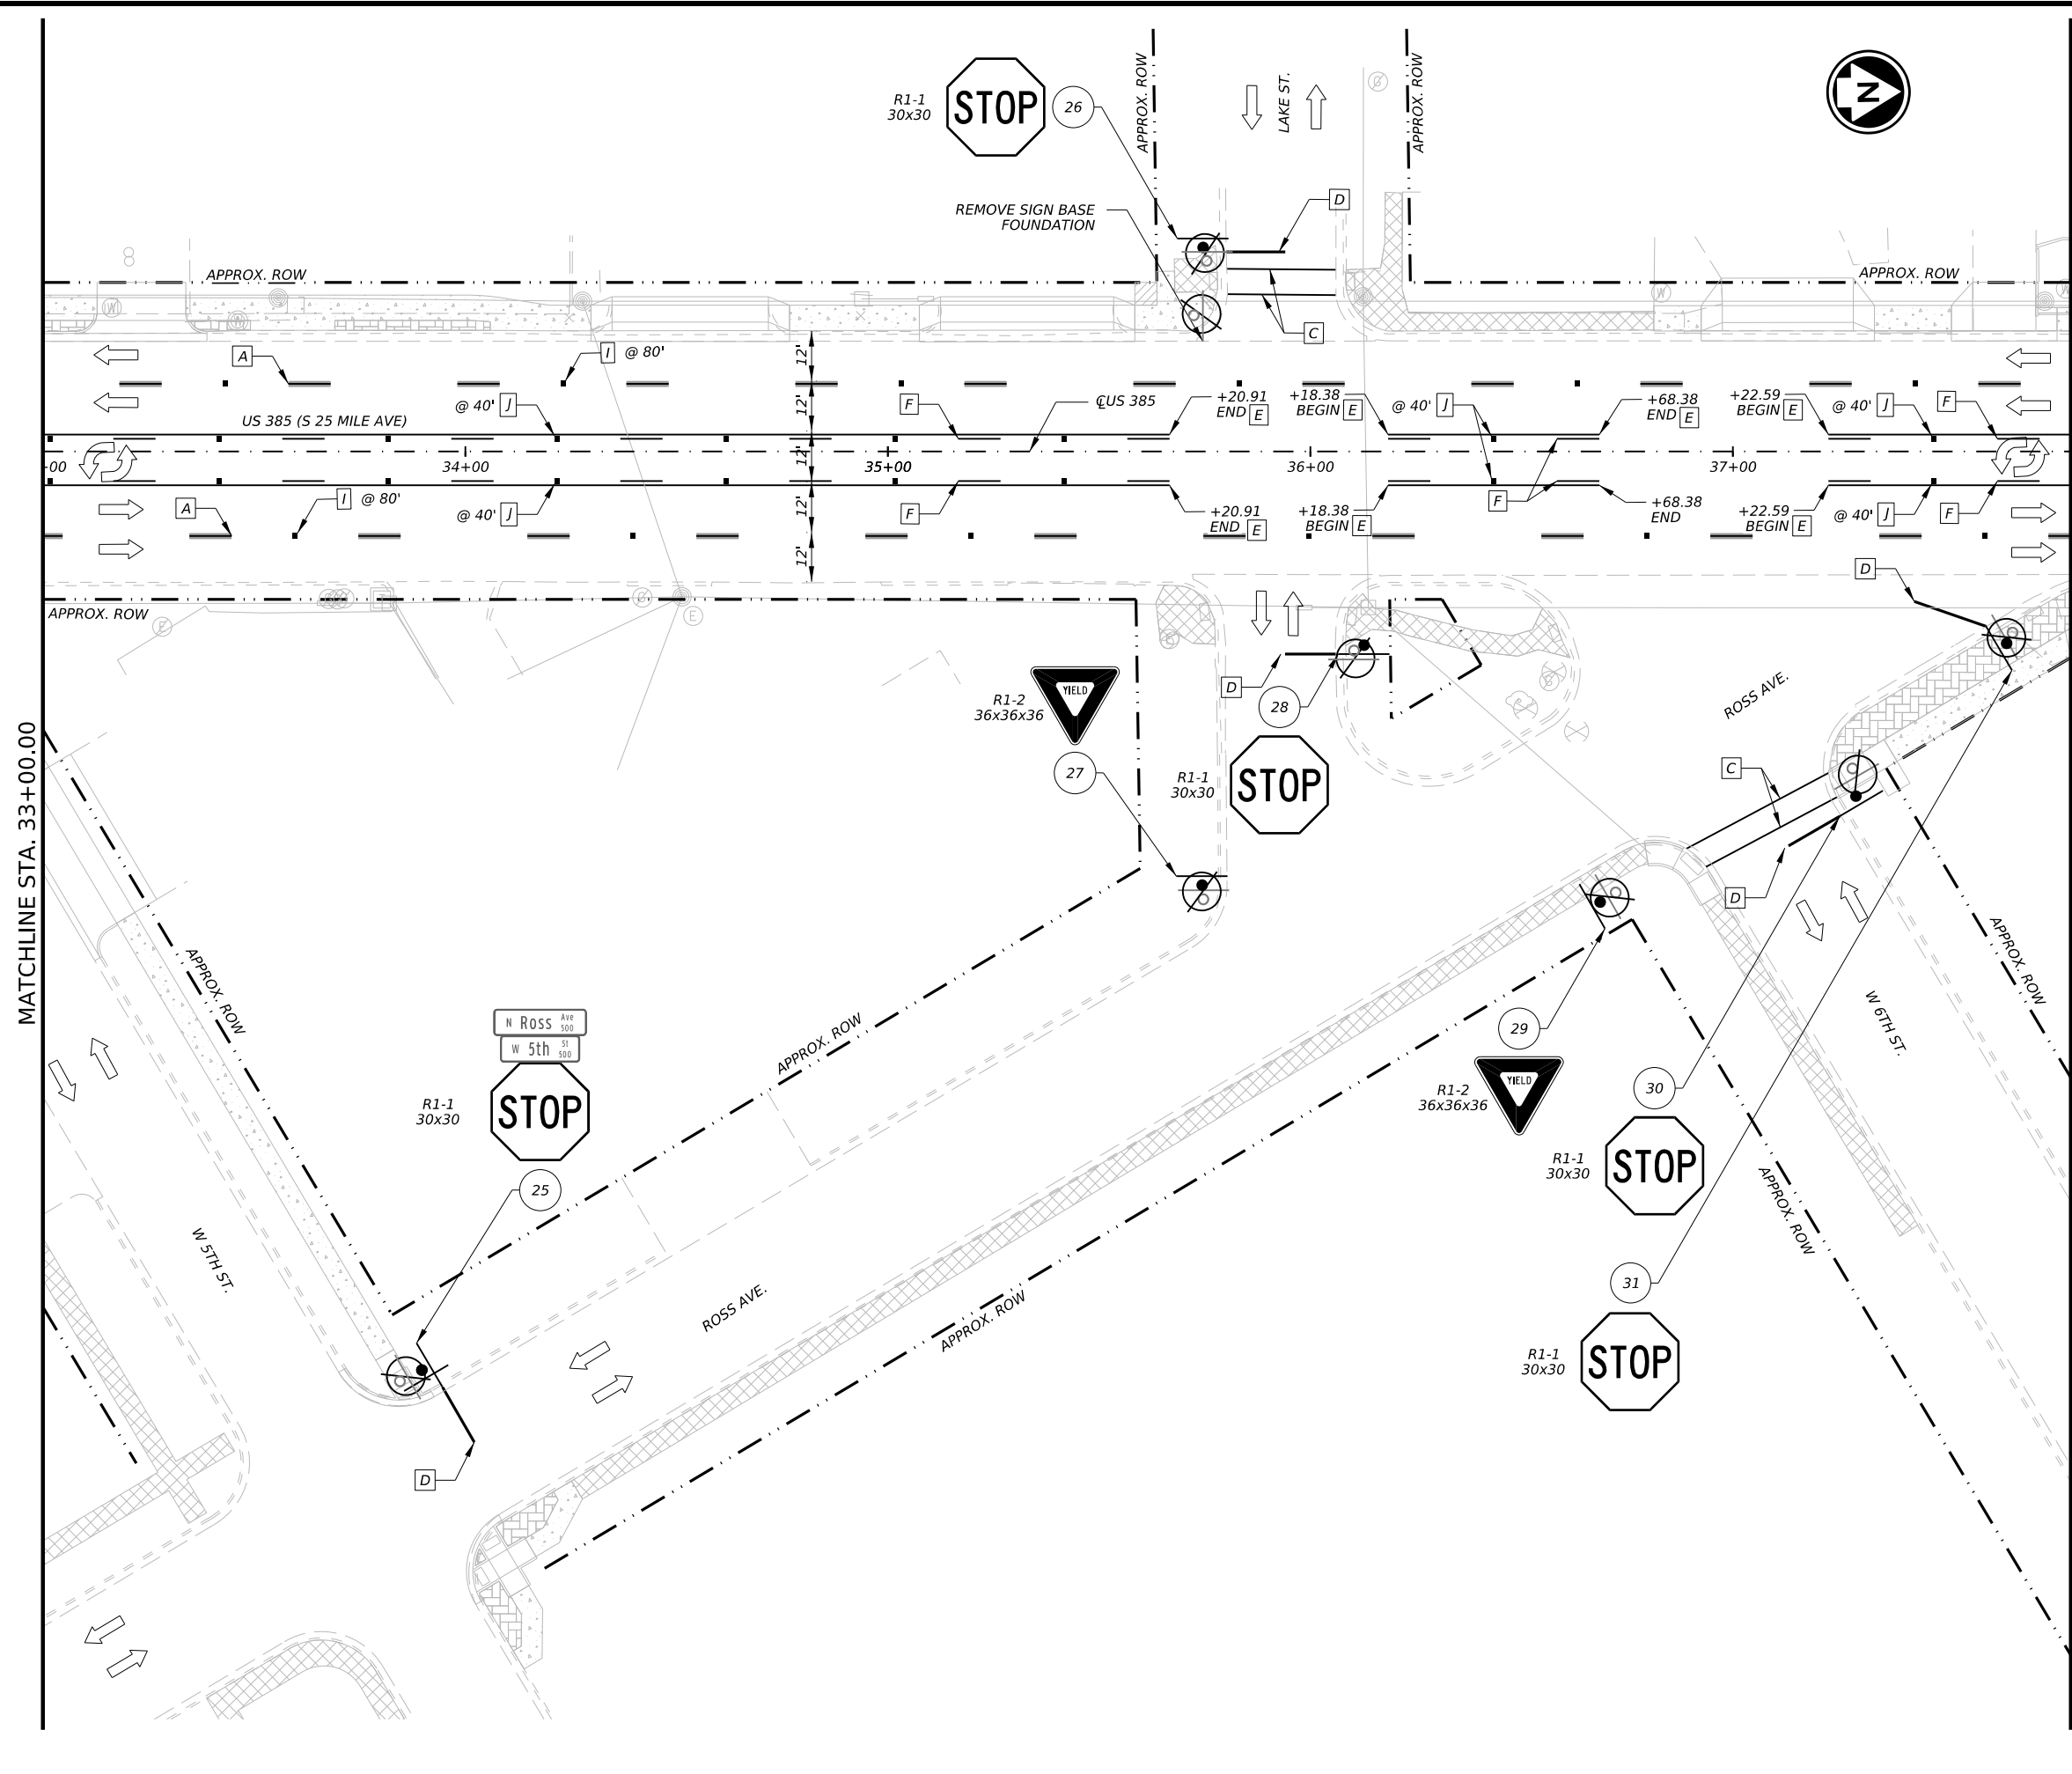 R1-1
30x30
STOP
26
APPROX. ROW
LAKE ST.
APPROX. ROW
N
REMOVE SIGN BASE
FOUNDATION
D
C
APPROX. ROW
APPROX. ROW
A
I @ 80'
12'
12'
12'
12'
12'
US 385 (S 25 MILE AVE)
@ 40' J
F
℄US 385
+20.91
END E
+18.38
BEGIN E
@ 40' J
+68.38
END E
+22.59
BEGIN E
@ 40' J
F
-00
34+00
35+00
36+00
37+00
A
I @ 80'
@ 40' J
F
+20.91
END E
+18.38
BEGIN E
F
+68.38
END
+22.59
BEGIN E
@ 40' J
F
APPROX. ROW
E
E
W
W
W
D
R1-2
36x36x36
YIELD
27
D
28
R1-1
30x30
STOP
ROSS AVE.
C
D
MATCHLINE STA. 33+00.00
APPROX. ROW
APPROX. ROW
W 6TH ST.
APPROX. ROW
N Ross Ave 500
W 5th St 500
R1-1
30x30
STOP
25
29
R1-2
36x36x36
YIELD
30
R1-1
30x30
STOP
APPROX. ROW
W 5TH ST.
ROSS AVE.
APPROX. ROW
31
R1-1
30x30
STOP
D